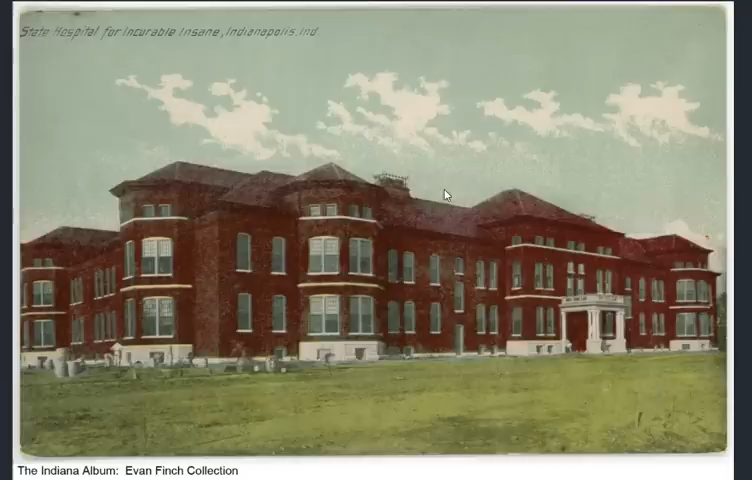 State Hospital for Incurable Insane, Indianapolis, Ind.
The Indiana Album: Evan Finch Collection